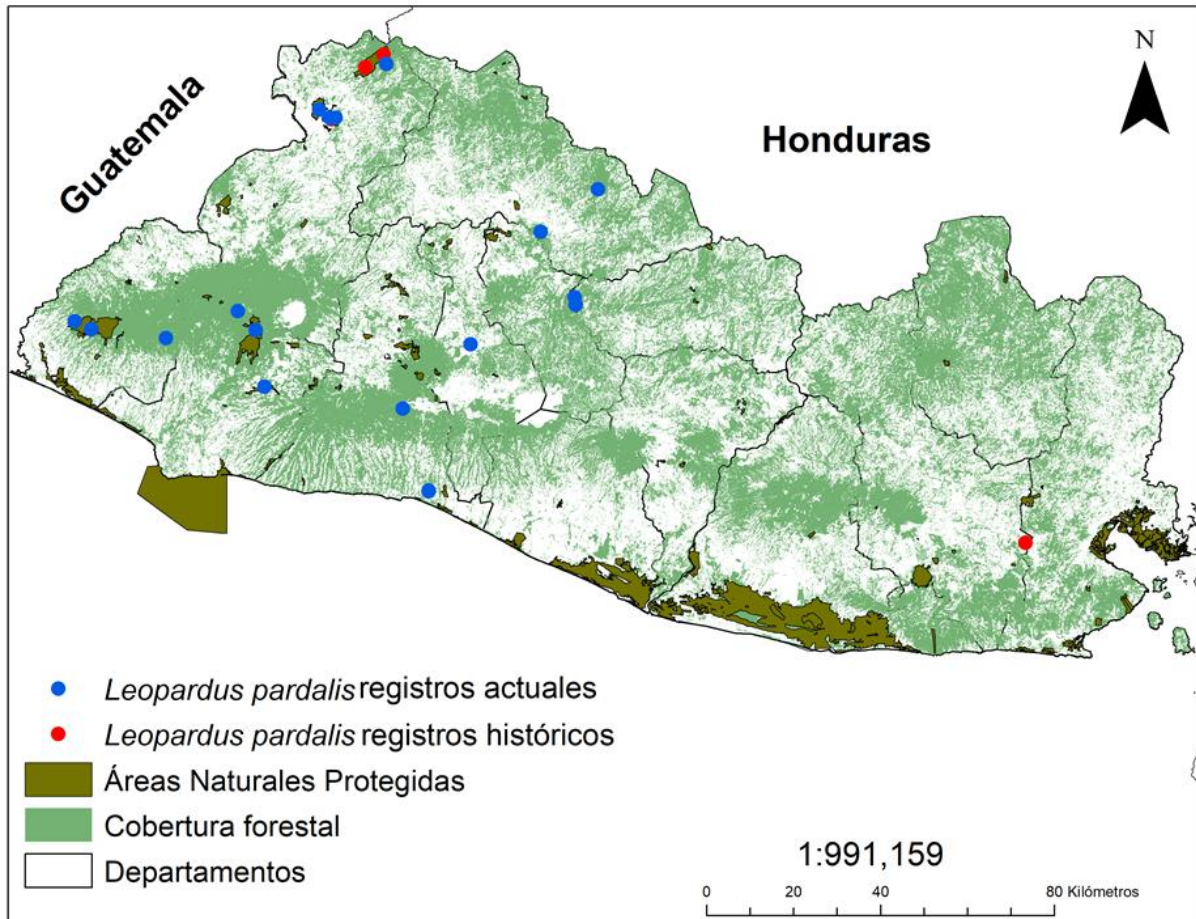 N
Guatemala
Honduras
Leopardus pardalis registros actuales
Leopardus pardalis registros históricos
Áreas Naturales Protegidas
Cobertura forestal
Departamentos
1:991,159
0 20 40 80 Kilómetros